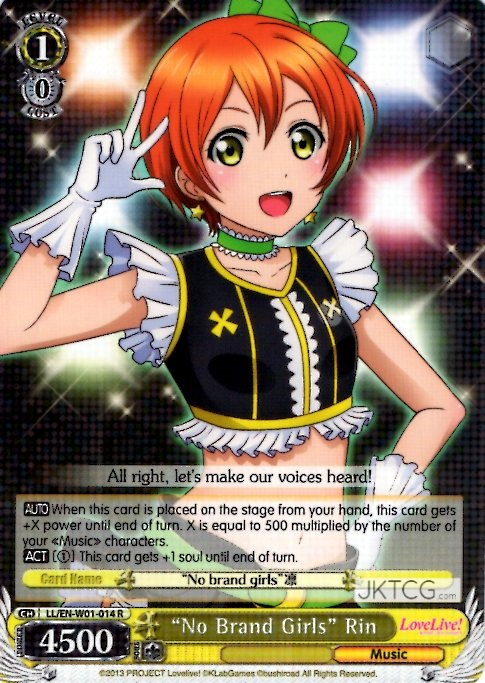 LEVEL
1
0
COST
All right, let's make our voices heard!
AUTO When this card is placed on the stage from your hand, this card gets
+X power until end of turn. X is equal to 500 multiplied by the number of
your «Music» characters.
ACT [(1)] This card gets +1 soul until end of turn.
Card Name
"No brand girls"凛
JKTCG.com
CH LL/EN-W01-014 R
POWER
4500
SOUL
"No Brand Girls" Rin
LoveLive!
Music
©2013 PROJECT Lovelive! ©KLabGames ©bushiroad All Rights Reserved.